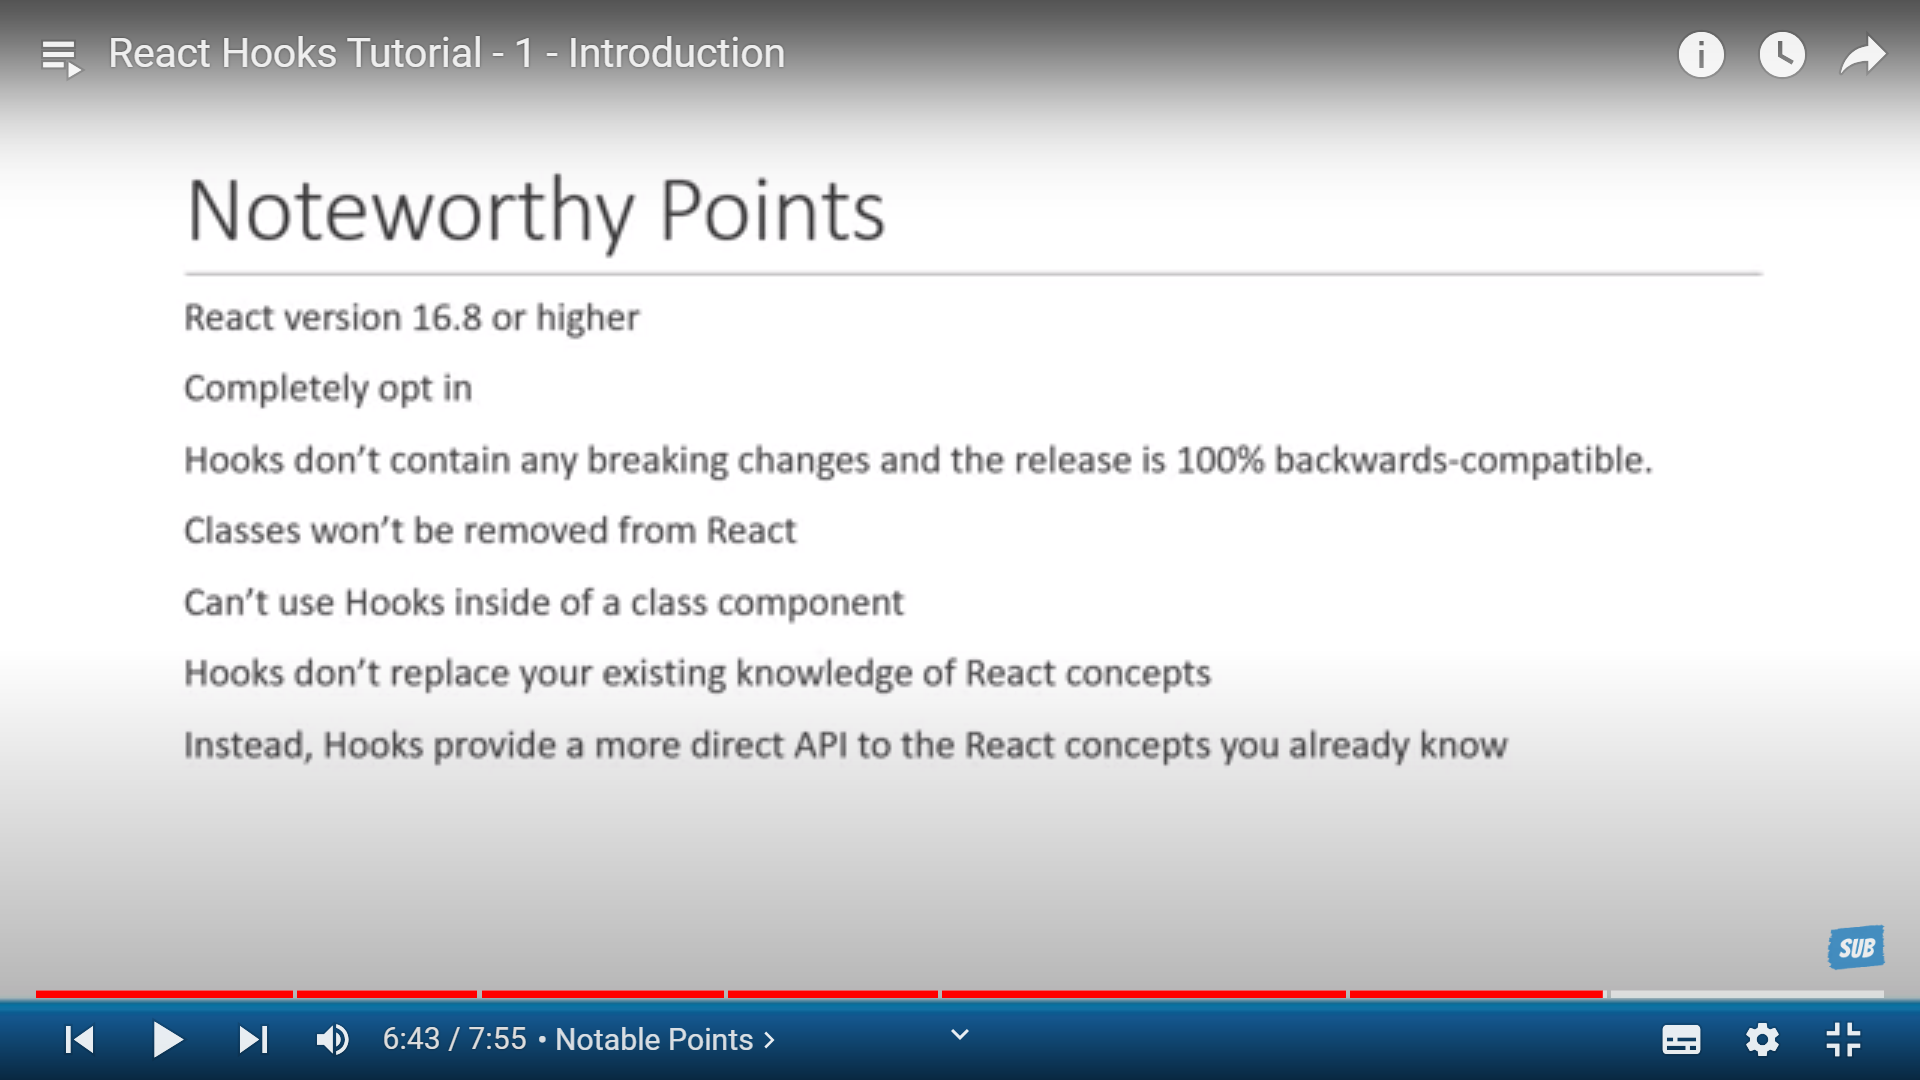 React Hooks Tutorial - 1 - Introduction
Noteworthy Points
React version 16.8 or higher
Completely opt in
Hooks don’t contain any breaking changes and the release is 100% backwards-compatible.
Classes won’t be removed from React
Can’t use Hooks inside of a class component
Hooks don’t replace your existing knowledge of React concepts
Instead, Hooks provide a more direct API to the React concepts you already know
SUB
6:43 / 7:55 • Notable Points >